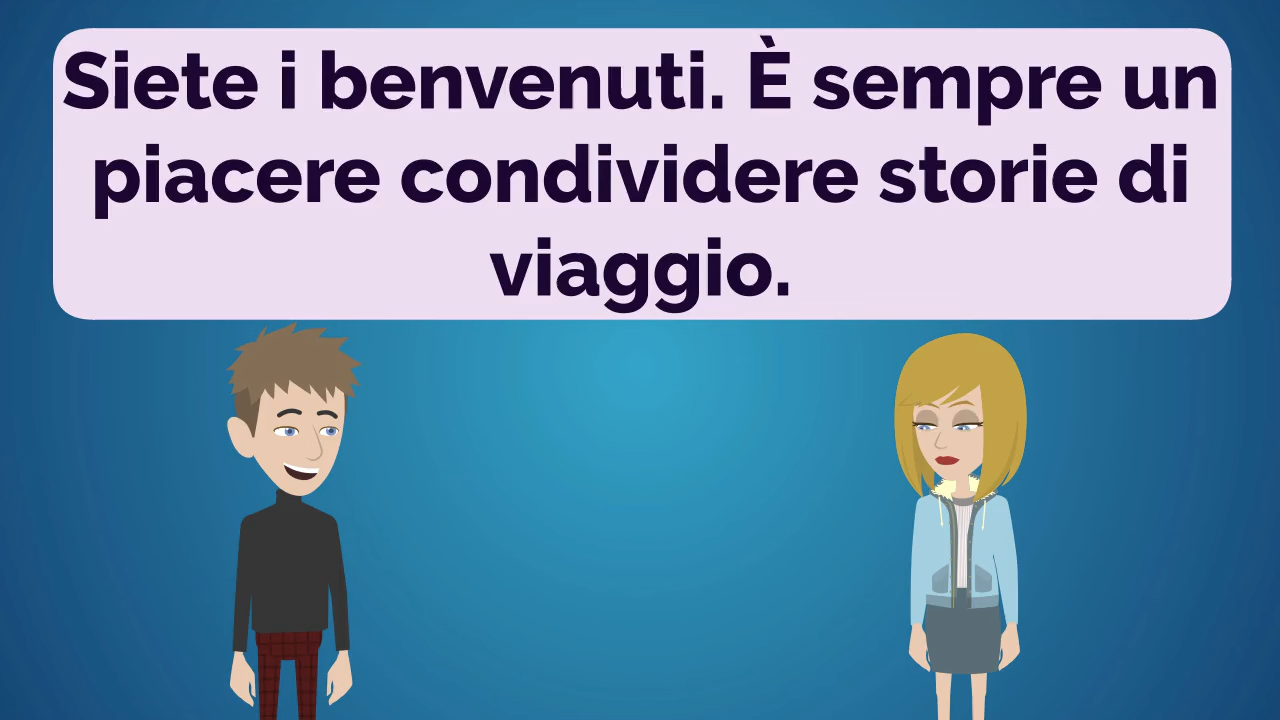 Siete i benvenuti. È sempre un
piacere condividere storie di
viaggio.